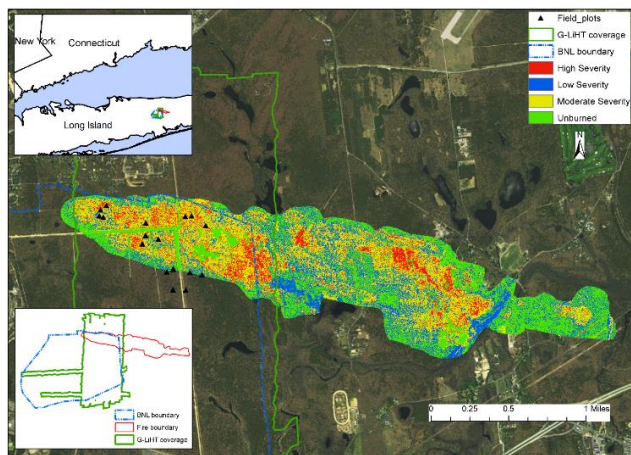 New York
Connecticut
Long Island
Field_plots
G-LiHT coverage
BNL boundary
High Severity
Low Severity
Moderate Severity
Unburned
N
BNL boundary
Fire boundary
G-LiHT coverage
0 0.25 0.5 1 Miles